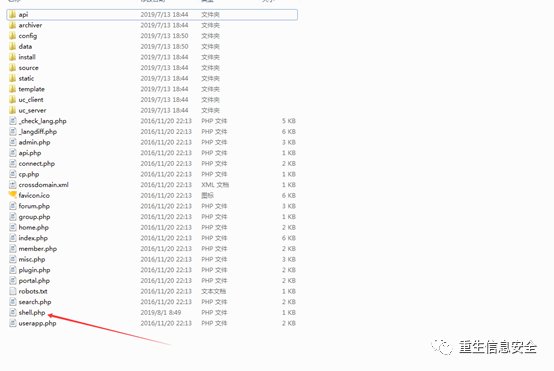 api 2019/7/13 18:44 文件夹
archiver 2019/7/13 18:44 文件夹
config 2019/7/13 18:50 文件夹
data 2019/7/13 18:50 文件夹
install 2019/7/13 18:44 文件夹
source 2019/7/13 18:44 文件夹
static 2019/7/13 18:44 文件夹
template 2019/7/13 18:44 文件夹
uc_client 2019/7/13 18:44 文件夹
uc_server 2019/7/13 18:44 文件夹
_check_lang.php 2016/11/20 22:13 PHP 文件 5 KB
_langdiff.php 2016/11/20 22:13 PHP 文件 6 KB
admin.php 2016/11/20 22:13 PHP 文件 3 KB
api.php 2016/11/20 22:13 PHP 文件 1 KB
connect.php 2016/11/20 22:13 PHP 文件 2 KB
cp.php 2016/11/20 22:13 PHP 文件 1 KB
crossdomain.xml 2016/11/20 22:13 XML 文档 1 KB
favicon.ico 2016/11/20 22:13 图标 6 KB
forum.php 2016/11/20 22:13 PHP 文件 3 KB
group.php 2016/11/20 22:13 PHP 文件 1 KB
home.php 2016/11/20 22:13 PHP 文件 2 KB
index.php 2016/11/20 22:13 PHP 文件 6 KB
member.php 2016/11/20 22:13 PHP 文件 2 KB
misc.php 2016/11/20 22:13 PHP 文件 3 KB
plugin.php 2016/11/20 22:13 PHP 文件 2 KB
portal.php 2016/11/20 22:13 PHP 文件 2 KB
robots.txt 2016/11/20 22:13 文本文档 1 KB
search.php 2016/11/20 22:13 PHP 文件 2 KB
shell.php 2019/8/1 8:49 PHP 文件 1 KB
userapp.php 2016/11/20 22:13 PHP 文件 2 KB
重生信息安全